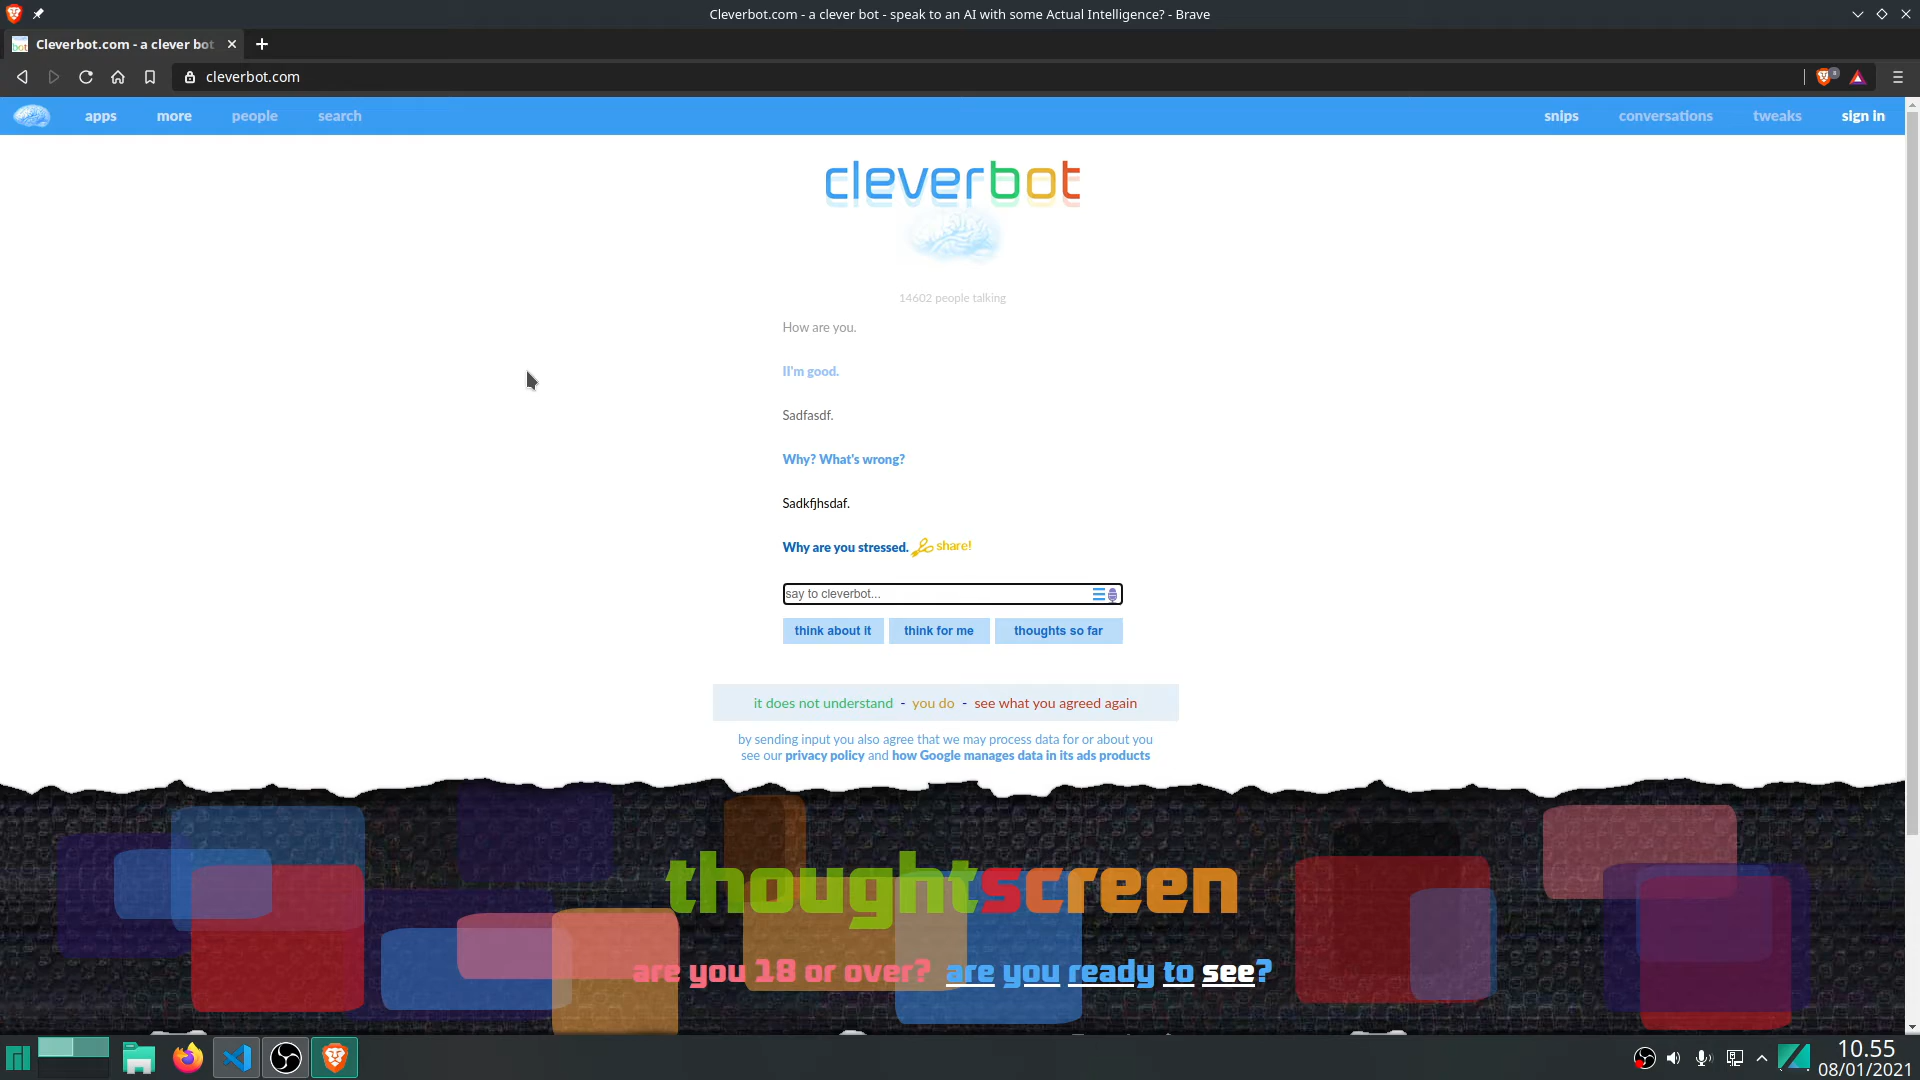 Cleverbot.com - a clever bot - speak to an AI with some Actual Intelligence? - Brave
Cleverbot.com - a clever bot
cleverbot.com
apps more people search snips conversations tweaks sign in
cleverbot
14602 people talking
How are you.
II'm good.
Sadfasdf.
Why? What's wrong?
Sadkfjhsdaf.
Why are you stressed. share!
say to cleverbot...
think about it think for me thoughts so far
it does not understand - you do - see what you agreed again
by sending input you also agree that we may process data for or about you
see our privacy policy and how Google manages data in its ads products
thoughtscreen
are you 18 or over? are you ready to see?
10.55
08/01/2021